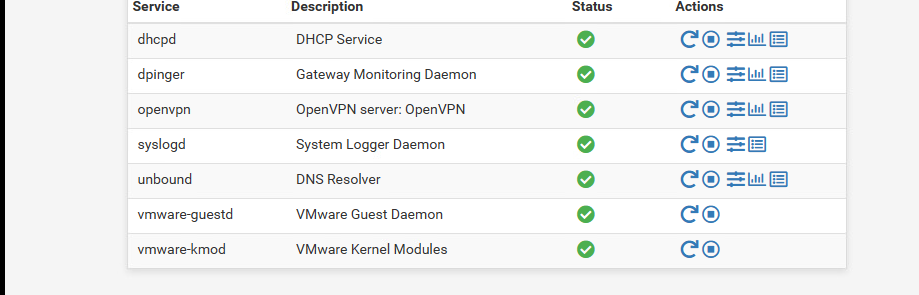 Service Description Status Actions
dhcpd DHCP Service
dpinger Gateway Monitoring Daemon
openvpn OpenVPN server: OpenVPN
syslogd System Logger Daemon
unbound DNS Resolver
vmware-guestd VMware Guest Daemon
vmware-kmod VMware Kernel Modules